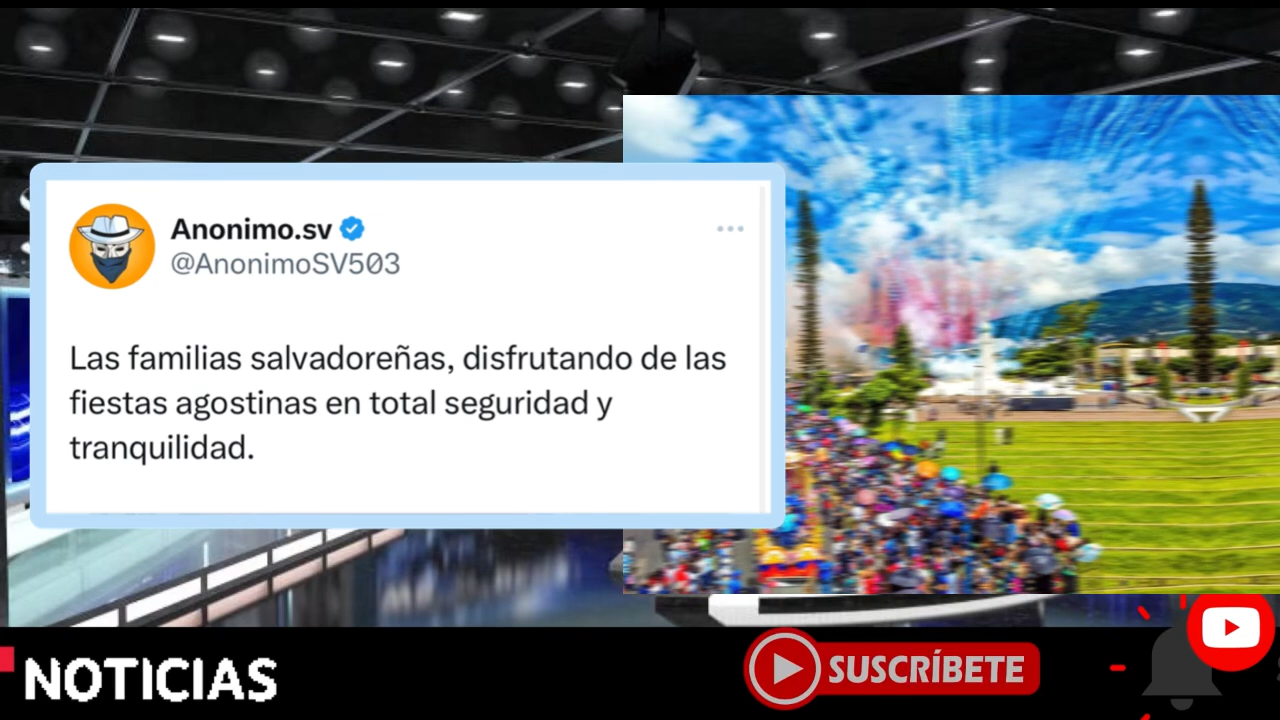 Anonimo.sv
@AnonimoSV503
Las familias salvadoreñas, disfrutando de las
fiestas agostinas en total seguridad y
tranquilidad.
NOTICIAS
SUSCRÍBETE